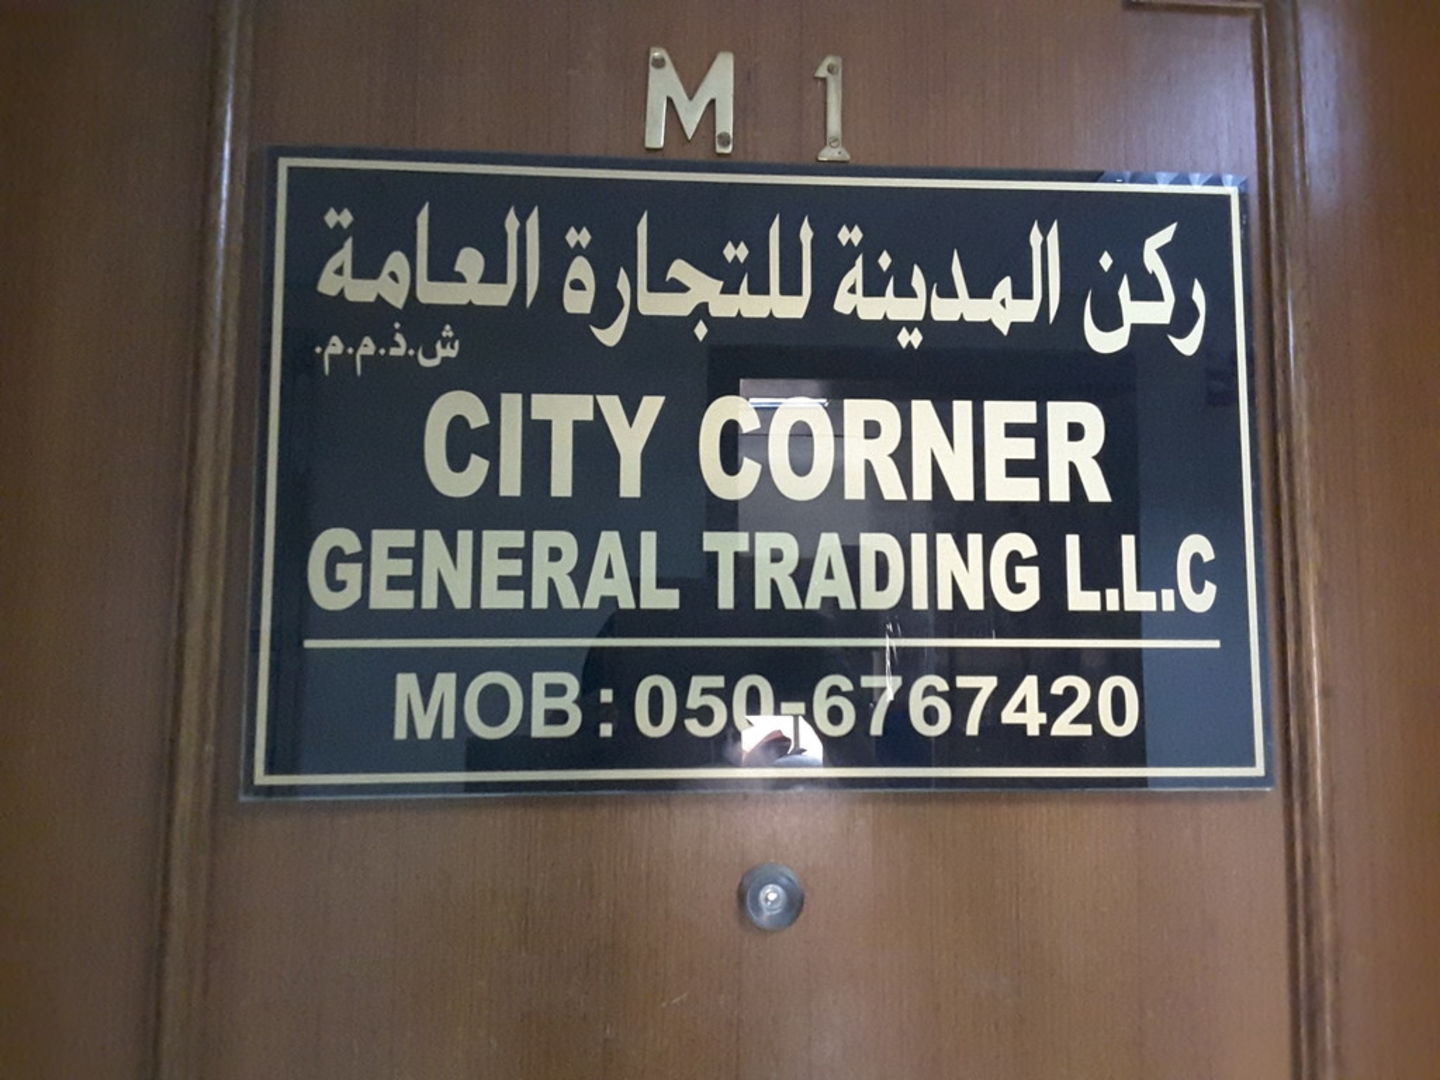 M 1
ركن المدينة للتجارة العامة
ش.ذ.م.م.
CITY CORNER
GENERAL TRADING L.L.C
MOB : 050-6767420